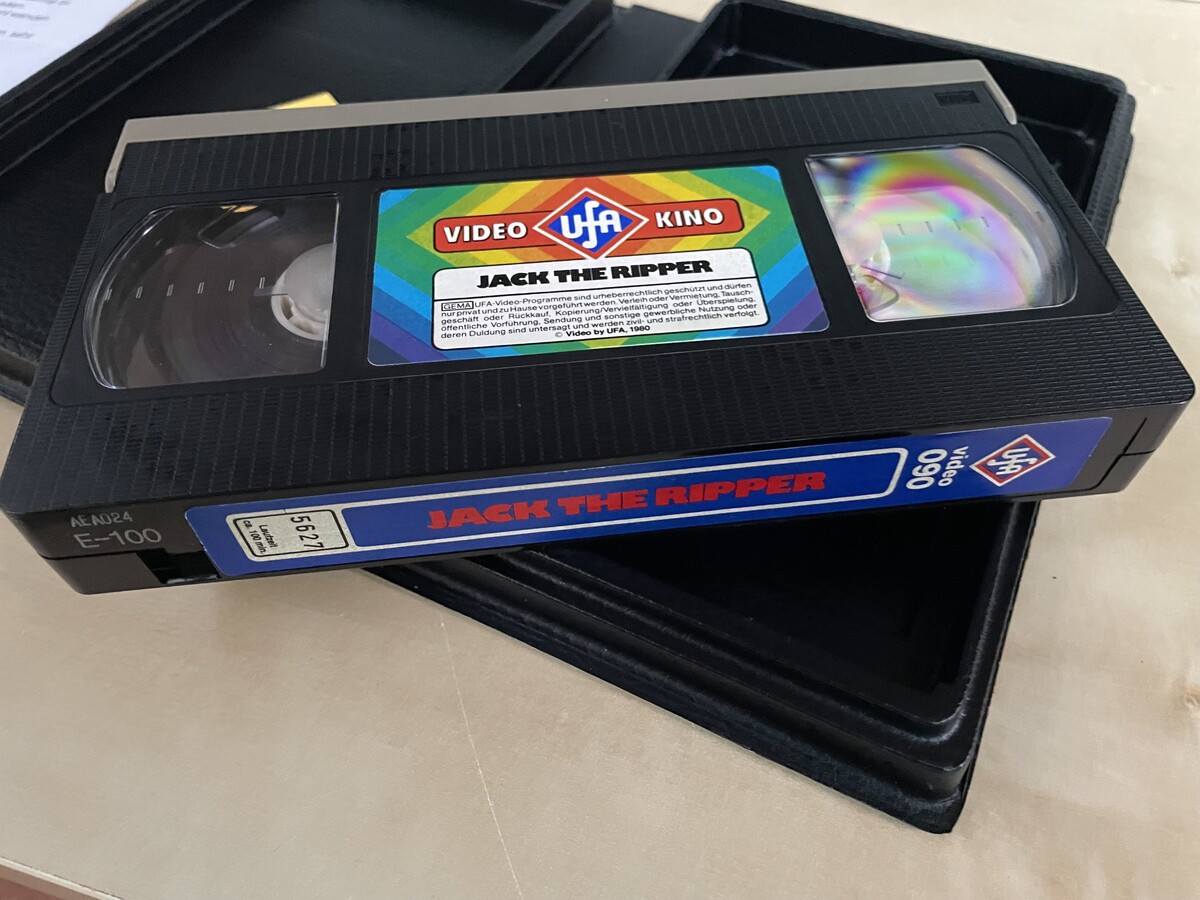 VIDEO UFA KINO
JACK THE RIPPER
GEMA UFA-Video-Programme sind urheberrechtlich geschützt und dürfen
nur privat und zu Hause vorgeführt werden. Verleih oder Vermietung, Tausch-
geschäft oder Rückkauf, Kopierung/Vervielfältigung oder Überspielung,
öffentliche Vorführung, Sendung und sonstige gewerbliche Nutzung oder
deren Duldung sind untersagt und werden zivil- und strafrechtlich verfolgt.
© Video by UFA, 1980
AEA024
E-100
5627
Laufzeit
ca. 100 min.
JACK THE RIPPER
video
090
UFA